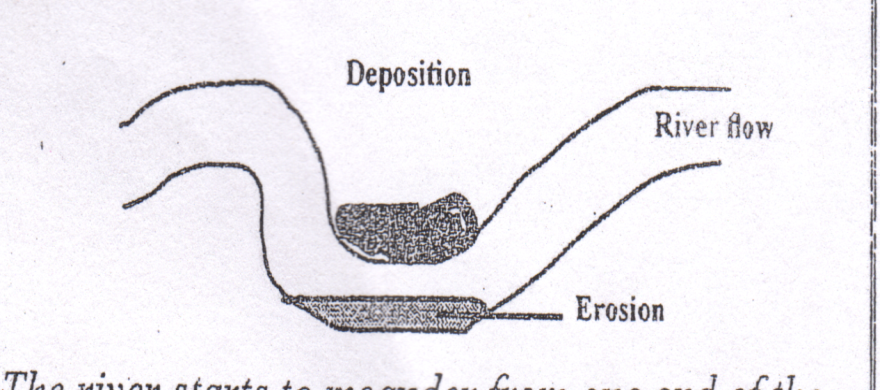 Deposition
River flow
Erosion
The river starts to meander from one end of the